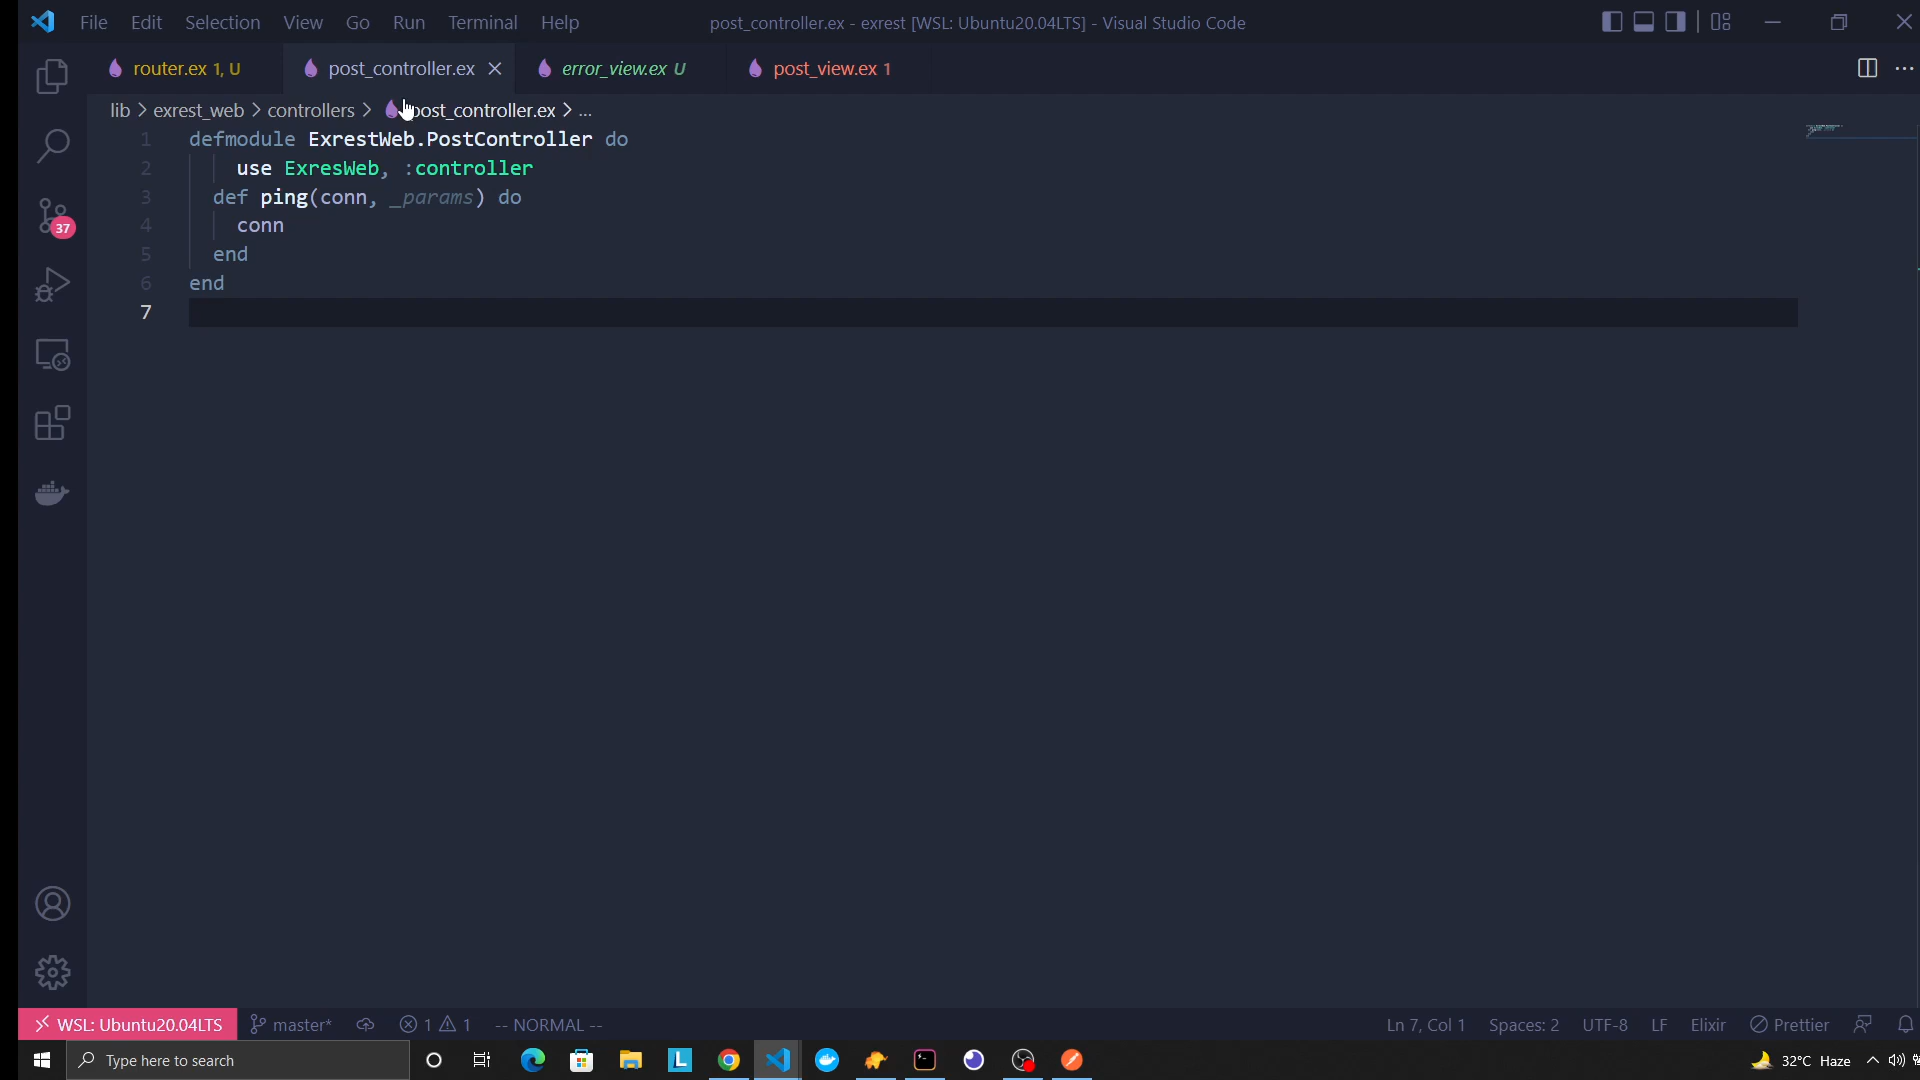 File Edit Selection View Go Run Terminal Help post_controller.ex - exrest [WSL: Ubuntu20.04LTS] - Visual Studio Code
router.ex 1, U post_controller.ex error_view.ex U post_view.ex 1
lib > exrest_web > controllers > post_controller.ex > ...
1 defmodule ExrestWeb.PostController do
2 use ExresWeb, :controller
3 def ping(conn, _params) do
4 conn
5 end
6 end
7
37
WSL: Ubuntu20.04LTS master* 1 1 -- NORMAL -- Ln 7, Col 1 Spaces: 2 UTF-8 LF Elixir Prettier
Type here to search L 32°C Haze